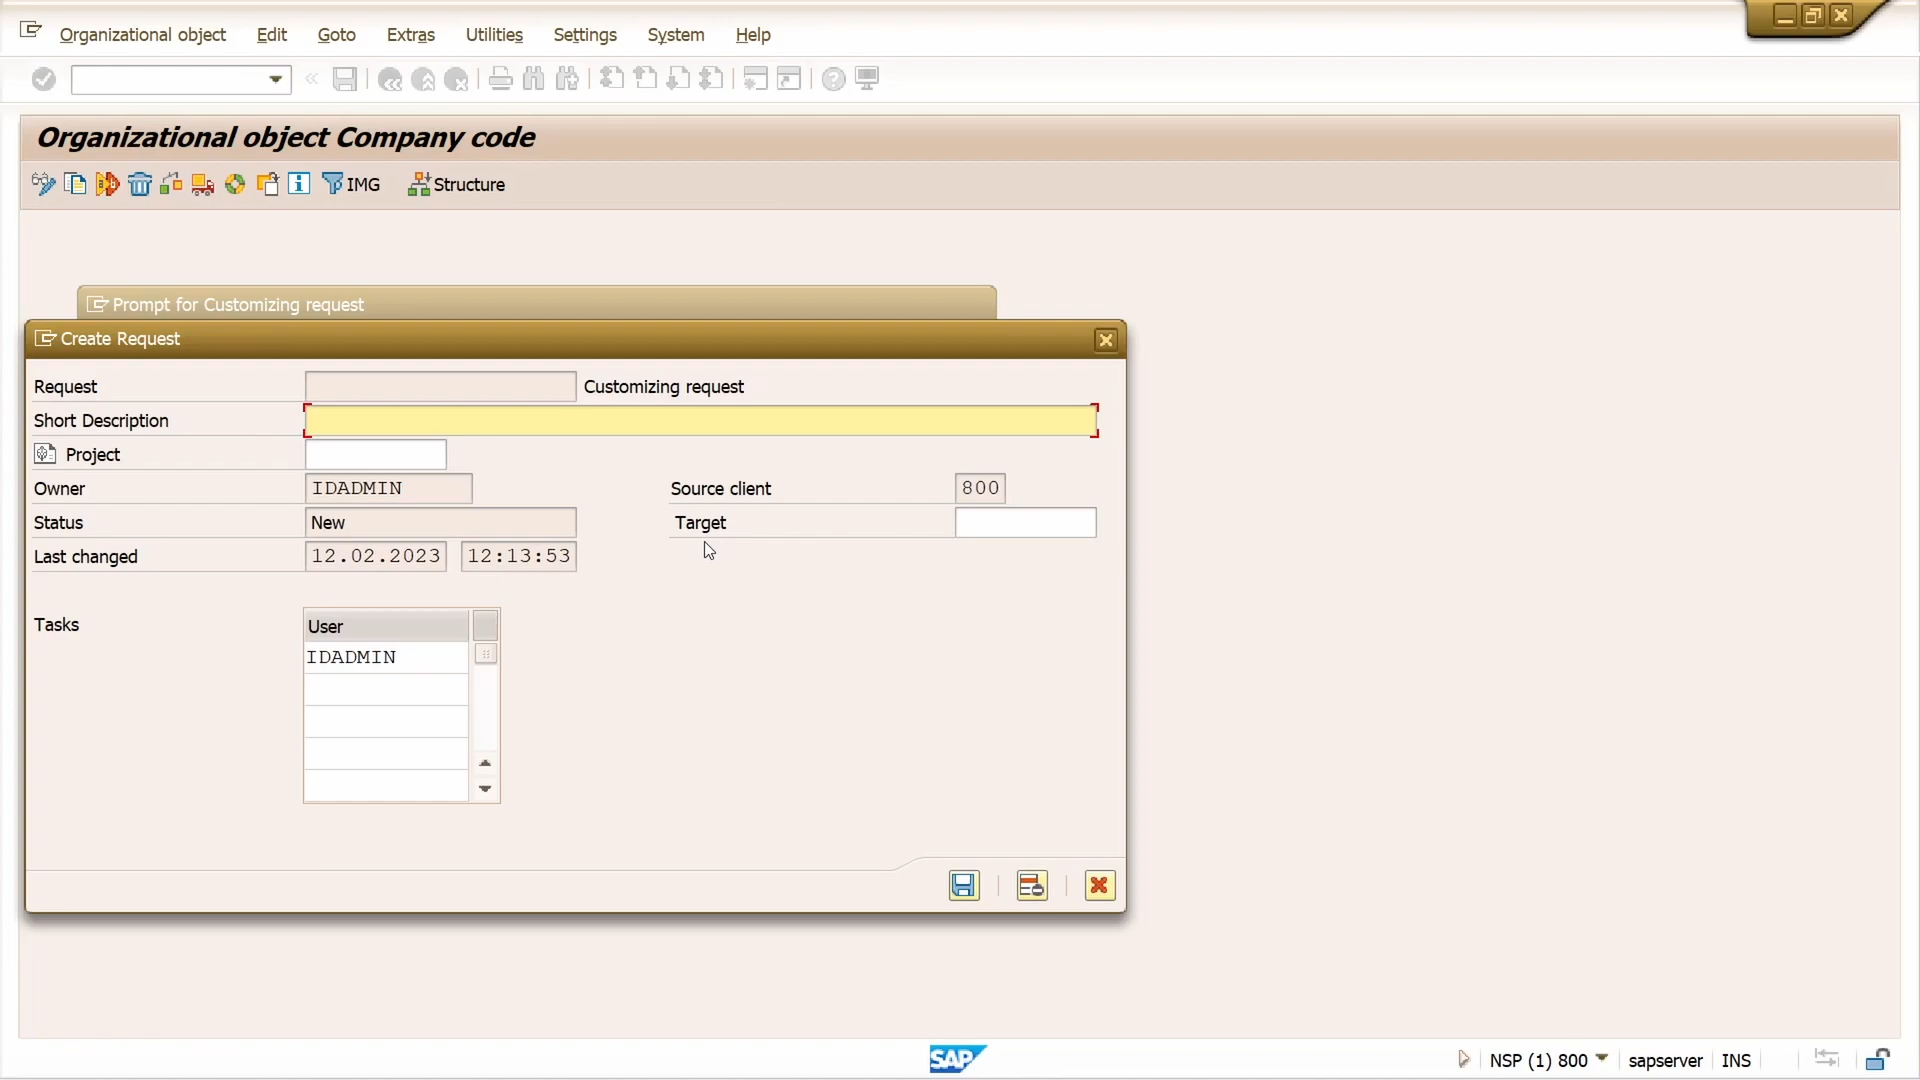 Organizational object Edit Goto Extras Utilities Settings System Help
Organizational object Company code
IMG Structure
Prompt for Customizing request
Create Request
Request Customizing request
Short Description
Project
Owner IDADMIN Source client 800
Status New Target
Last changed 12.02.2023 12:13:53
Tasks User
IDADMIN
SAP NSP (1) 800 sapserver INS